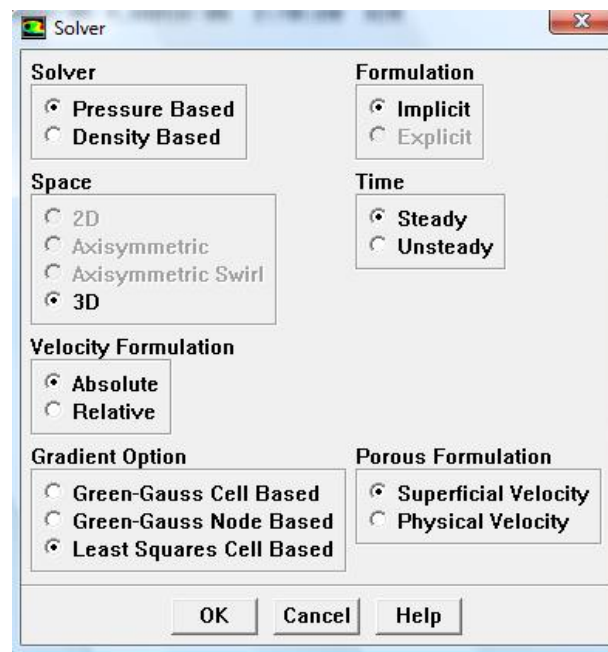 Solver
Solver
Pressure Based
Density Based
Formulation
Implicit
Explicit
Space
2D
Axisymmetric
Axisymmetric Swirl
3D
Time
Steady
Unsteady
Velocity Formulation
Absolute
Relative
Gradient Option
Green-Gauss Cell Based
Green-Gauss Node Based
Least Squares Cell Based
Porous Formulation
Superficial Velocity
Physical Velocity
OK Cancel Help